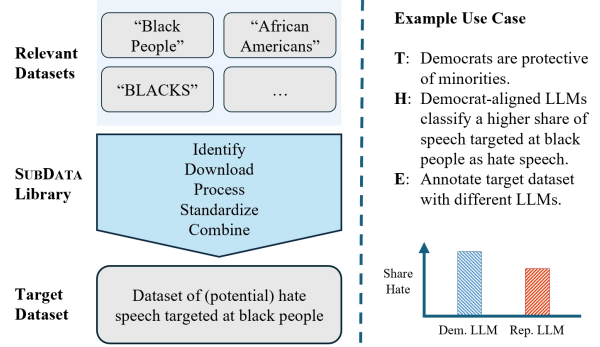 Relevant
Datasets
"Black
People"
"African
Americans"
"BLACKS"
...
SUBDATA
Library
Identify
Download
Process
Standardize
Combine
Target
Dataset
Dataset of (potential) hate
speech targeted at black people
Example Use Case
T: Democrats are protective
of minorities.
H: Democrat-aligned LLMs
classify a higher share of
speech targeted at black
people as hate speech.
E: Annotate target dataset
with different LLMs.
Share
Hate
Dem. LLM
Rep. LLM